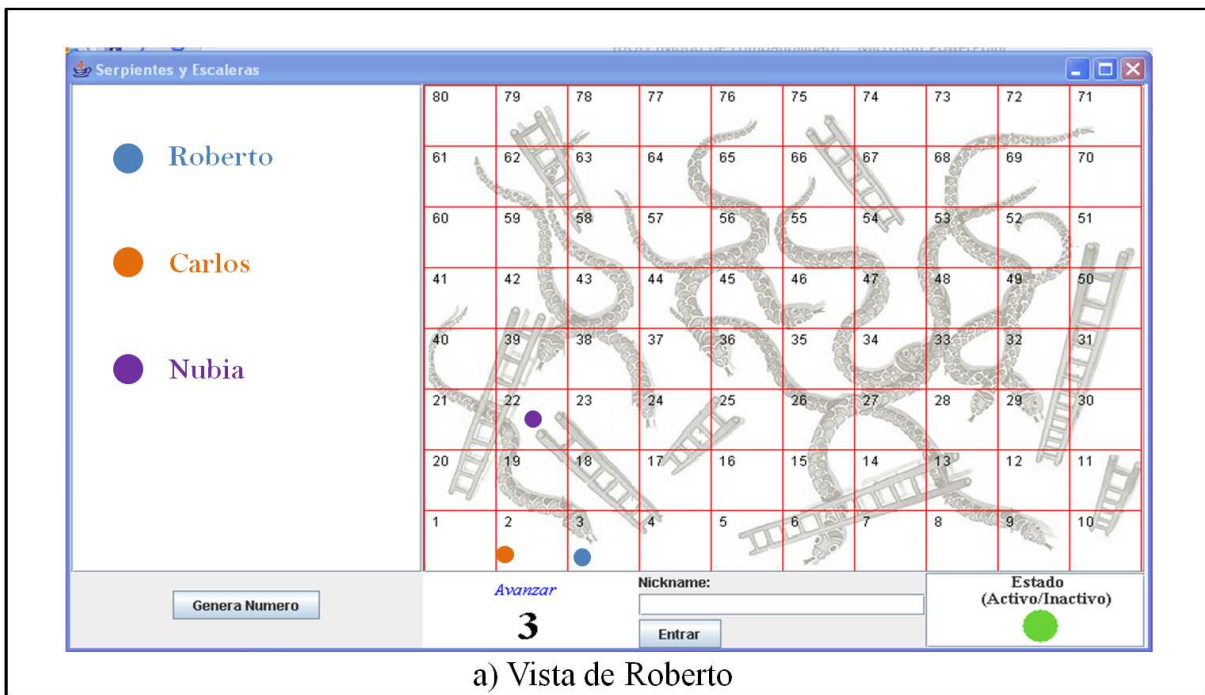 Serpientes y Escaleras
Roberto
Carlos
Nubia
80 79 78 77 76 75 74 73 72 71
61 62 63 64 65 66 67 68 69 70
60 59 58 57 56 55 54 53 52 51
41 42 43 44 45 46 47 48 49 50
40 39 38 37 36 35 34 33 32 31
21 22 23 24 25 26 27 28 29 30
20 19 18 17 16 15 14 13 12 11
1 2 3 4 5 6 7 8 9 10
Genera Numero
Avanzar
3
Nickname:
Entrar
Estado
(Activo/Inactivo)
a) Vista de Roberto